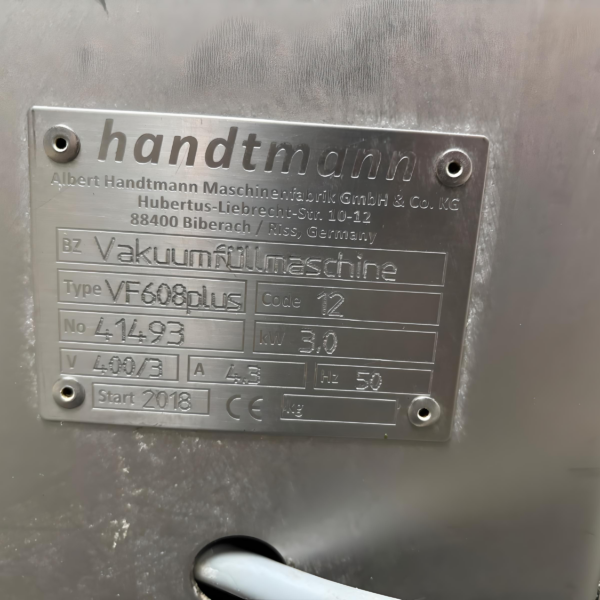 handtmann
Albert Handtmann Maschinenfabrik GmbH & Co. KG
Hubertus-Liebrecht-Str. 10-12
88400 Biberach / Riss, Germany
BZ Vakuumfüllmaschine
Type VF608plus Code 12
No 41493 kW 3,0
V 400/3 A 4,3 Hz 50
Start 2018 CE kg